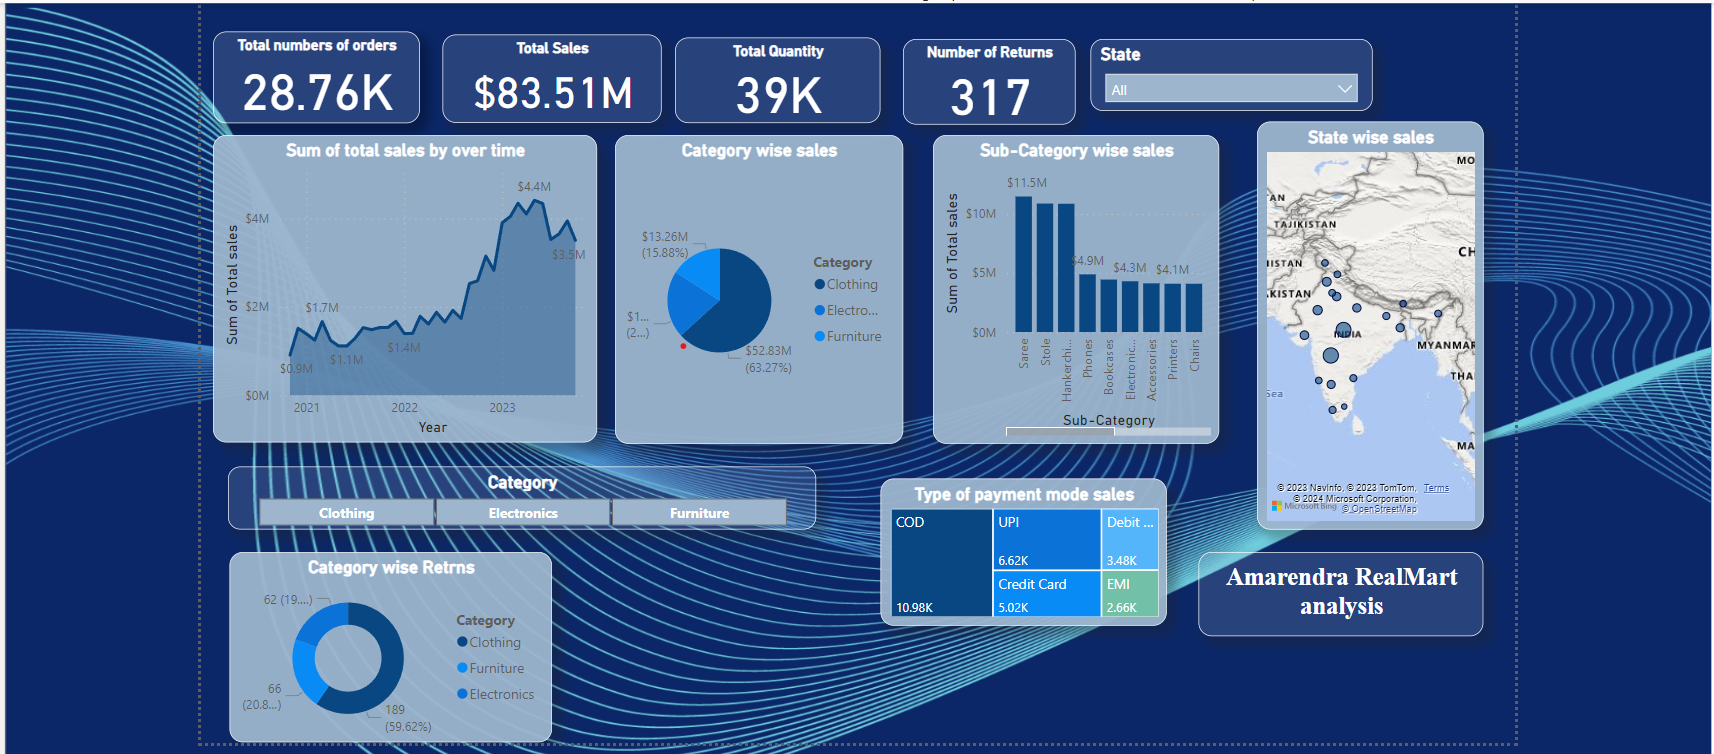 Total numbers of orders
28.76K
Total Sales
$83.51M
Total Quantity
39K
Number of Returns
317
State
All
Sum of total sales by over time
Sum of Total sales
$4M
$2M
$0M
$4.4M
$3.5M
$1.7M
$1.1M
$1.4M
$0.9M
2021
2022
2023
Year
Category wise sales
$13.26M
(15.88%)
$1...
(2...)
$52.83M
(63.27%)
Category
Clothing
Electro...
Furniture
Sub-Category wise sales
Sum of Total sales
$10M
$5M
$0M
$11.5M
$4.9M
$4.3M
$4.1M
Saree
Stole
Hankerchi...
Phones
Bookcases
Electronic...
Accessories
Printers
Chairs
Sub-Category
State wise sales
MO
AN
TAJIKISTAN
CH
ISTAN
KISTAN
INDIA
MYANMAR
THA
Sea
MA
© 2023 NavInfo, © 2023 TomTom, Terms
© 2024 Microsoft Corporation,
Microsoft Bing © OpenStreetMap
Category
Clothing
Electronics
Furniture
Type of payment mode sales
COD
10.98K
UPI
6.62K
Credit Card
5.02K
Debit ...
3.48K
EMI
2.66K
Category wise Retrns
62 (19....)
66
(20.8...)
189
(59.62%)
Category
Clothing
Furniture
Electronics
Amarendra RealMart
analysis